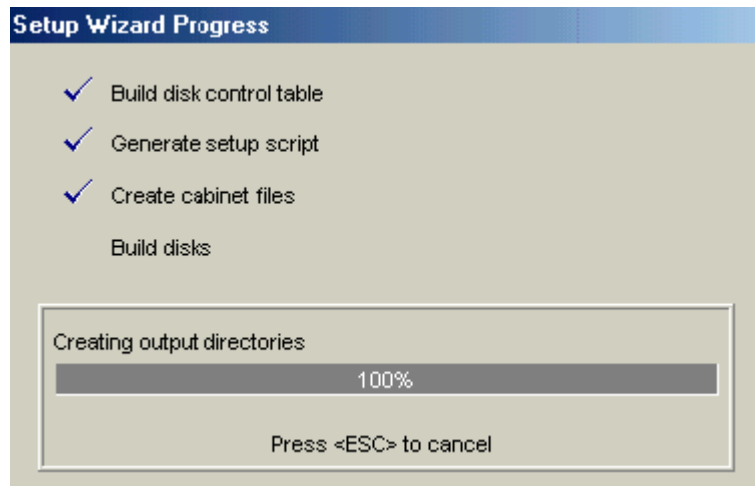 Setup Wizard Progress
Build disk control table
Generate setup script
Create cabinet files
Build disks
Creating output directories
100%
Press <ESC> to cancel